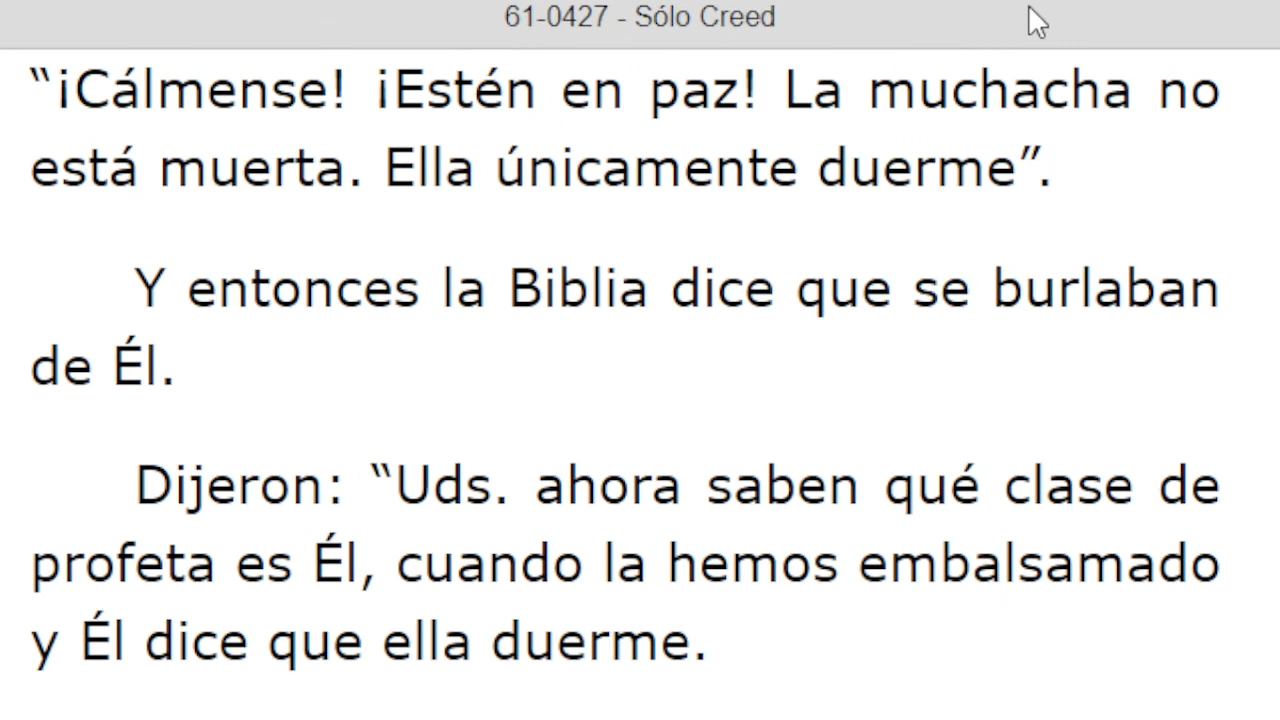 61-0427 - Sólo Creed
“¡Cálmense! ¡Estén en paz! La muchacha no
está muerta. Ella únicamente duerme”.
Y entonces la Biblia dice que se burlaban
de Él.
Dijeron: “Uds. ahora saben qué clase de
profeta es Él, cuando la hemos embalsamado
y Él dice que ella duerme.